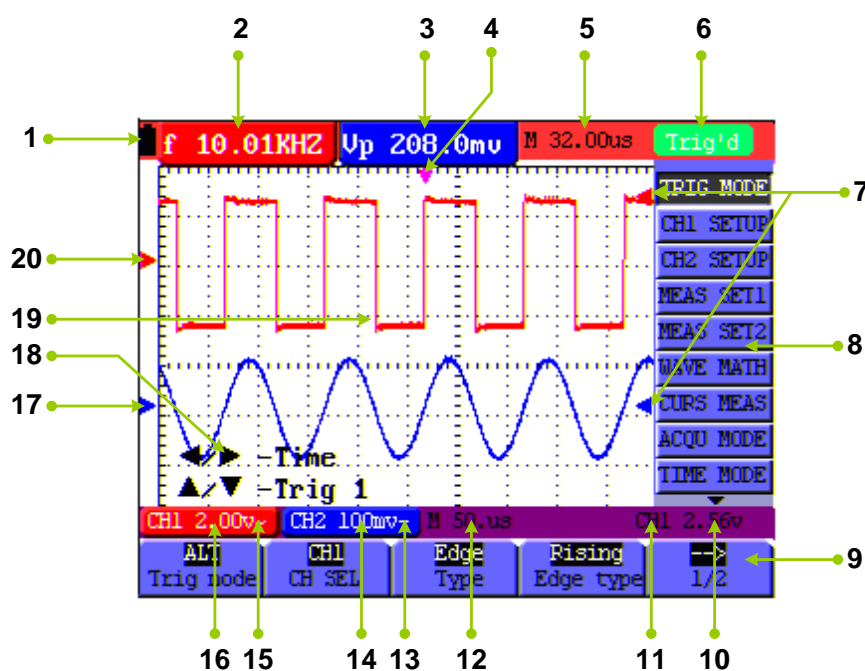 2 3 4 5 6
1
f 10.01KHZ Vp 208.0mv M 32.00us Trig'd
TRIG MODE
7
CH1 SETUP
CH2 SETUP
20
MEAS SET1
19
MEAS SET2
8
18
WAVE MATH
17
CURS MEAS
ACQU MODE
◀/▶ -Time
TIME MODE
▲/▼ -Trig 1
CH1 2.00v~ CH2 100mv- M 50.us CH1 2.56v
ALT CH1 Edge Rising -->
Trig mode CH SEL Type Edge type 1/2
9
16 15 14 13 12 11 10